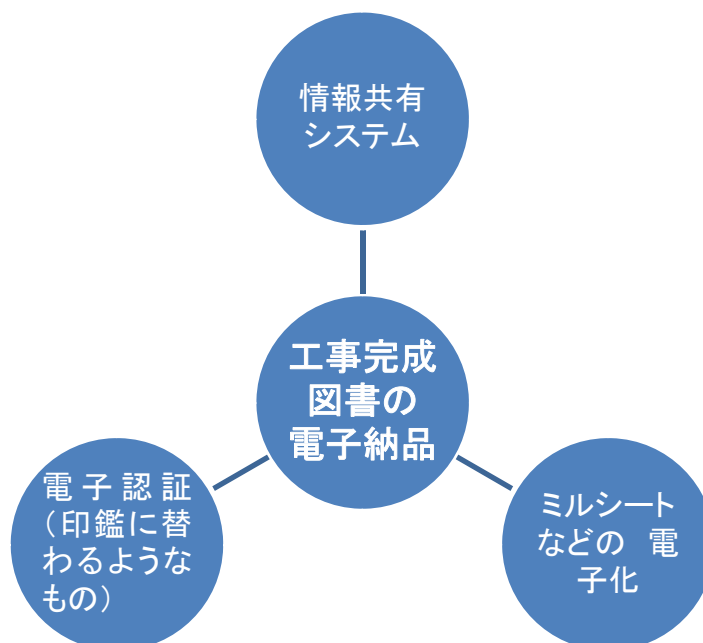 情報共有
システム
工事完成
図書の
電子納品
電子認証
（印鑑に替
わるような
もの）
ミルシート
などの　電
子化